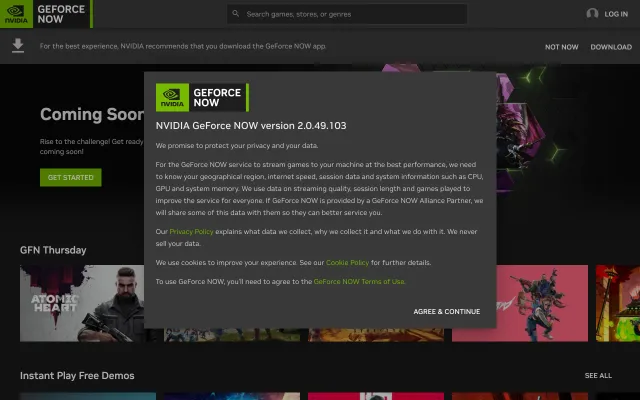 NVIDIA
GEFORCE NOW
Search games, stores, or genres
LOG IN
For the best experience, NVIDIA recommends that you download the GeForce NOW app.
NOT NOW
DOWNLOAD
Coming Soon
Rise to the challenge! Get ready
coming soon!
GET STARTED
NVIDIA
GEFORCE
NOW
NVIDIA GeForce NOW version 2.0.49.103
We promise to protect your privacy and your data.
For the GeForce NOW service to stream games to your machine at the best performance, we need
to know your geographical region, internet speed, session data and system information such as CPU,
GPU and system memory. We use data on streaming quality, session length and games played to
improve the service for everyone. If GeForce NOW is provided by a GeForce NOW Alliance Partner, we
will share some of this data with them so they can better service you.
Our Privacy Policy explains what data we collect, why we collect it and what we do with it. We never
sell your data.
We use cookies to improve your experience. See our Cookie Policy for further details.
To use GeForce NOW, you'll need to agree to the GeForce NOW Terms of Use.
AGREE & CONTINUE
GFN Thursday
ATOMIC
HEART
Instant Play Free Demos
SEE ALL